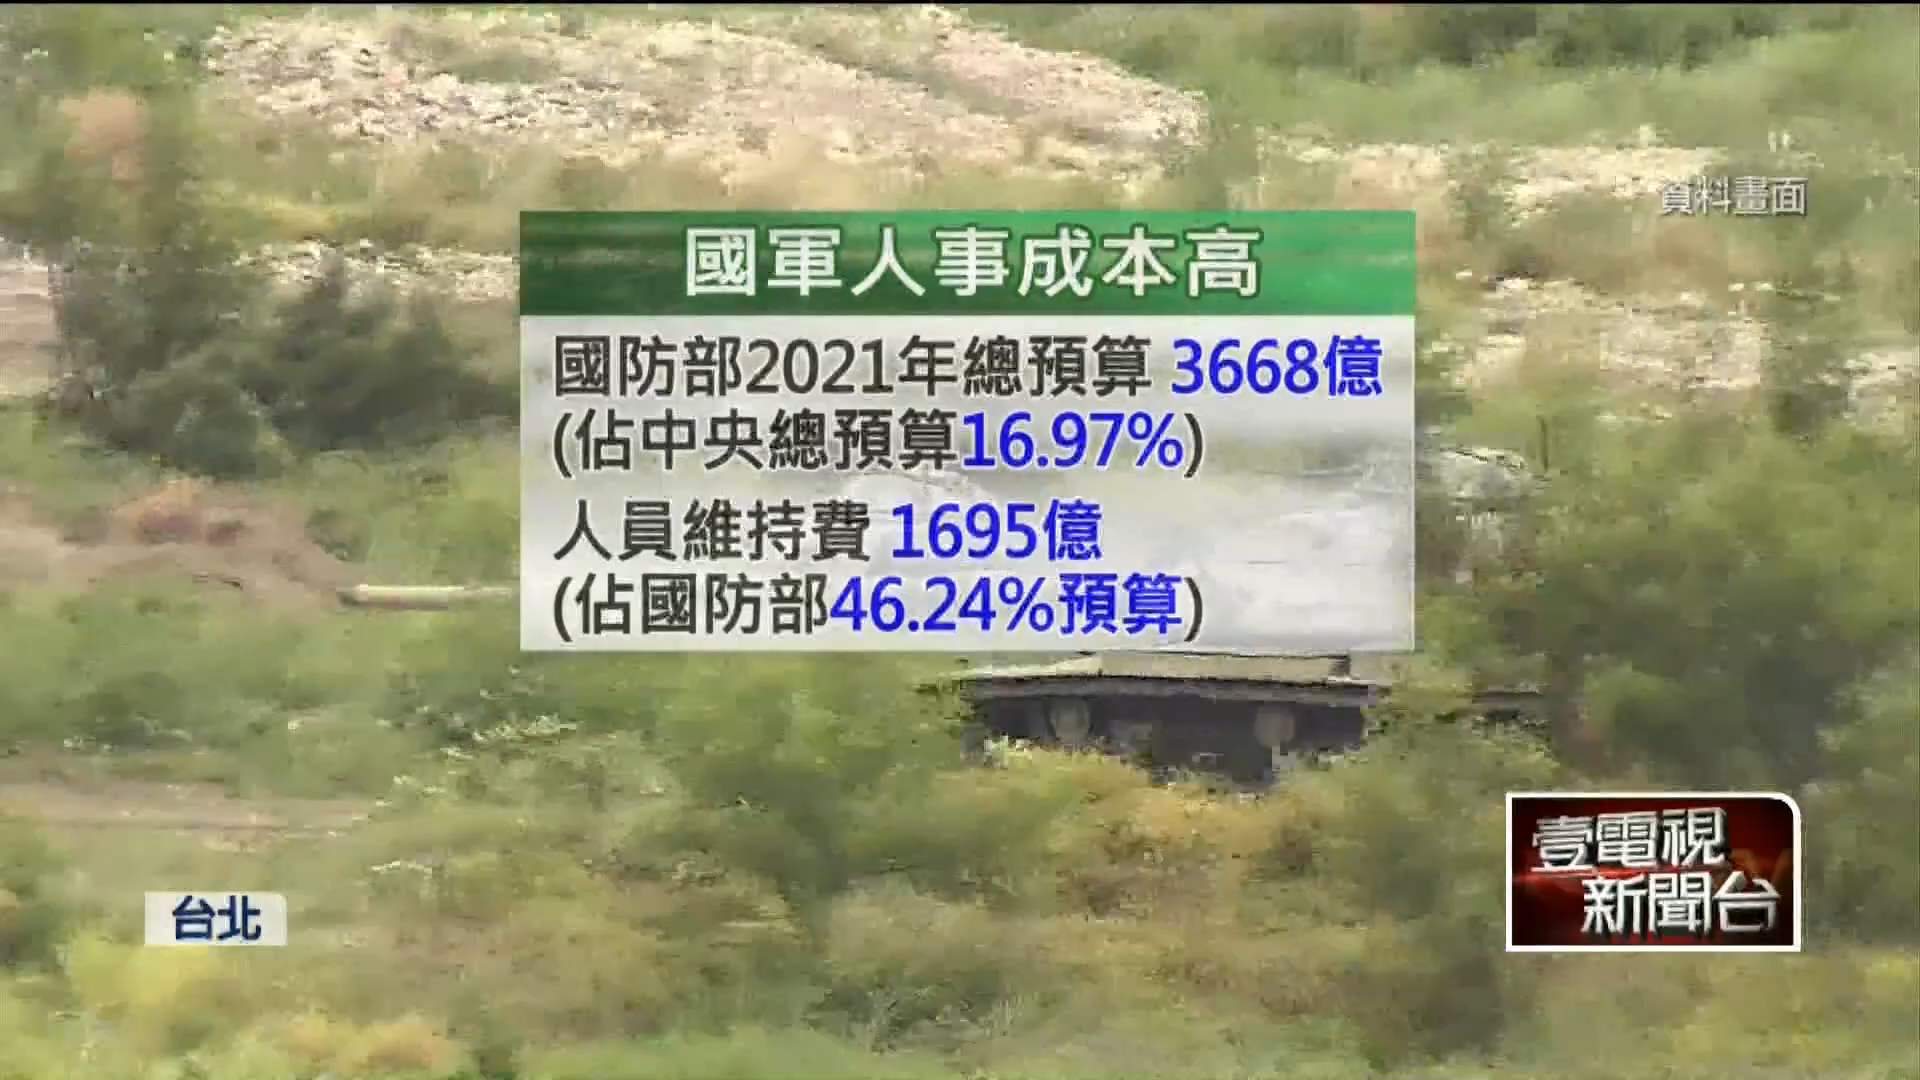 資料畫面
國軍人事成本高
國防部2021年總預算 3668億
(佔中央總預算16.97%)
人員維持費 1695億
(佔國防部46.24%預算)
壹電視
新聞台
台北